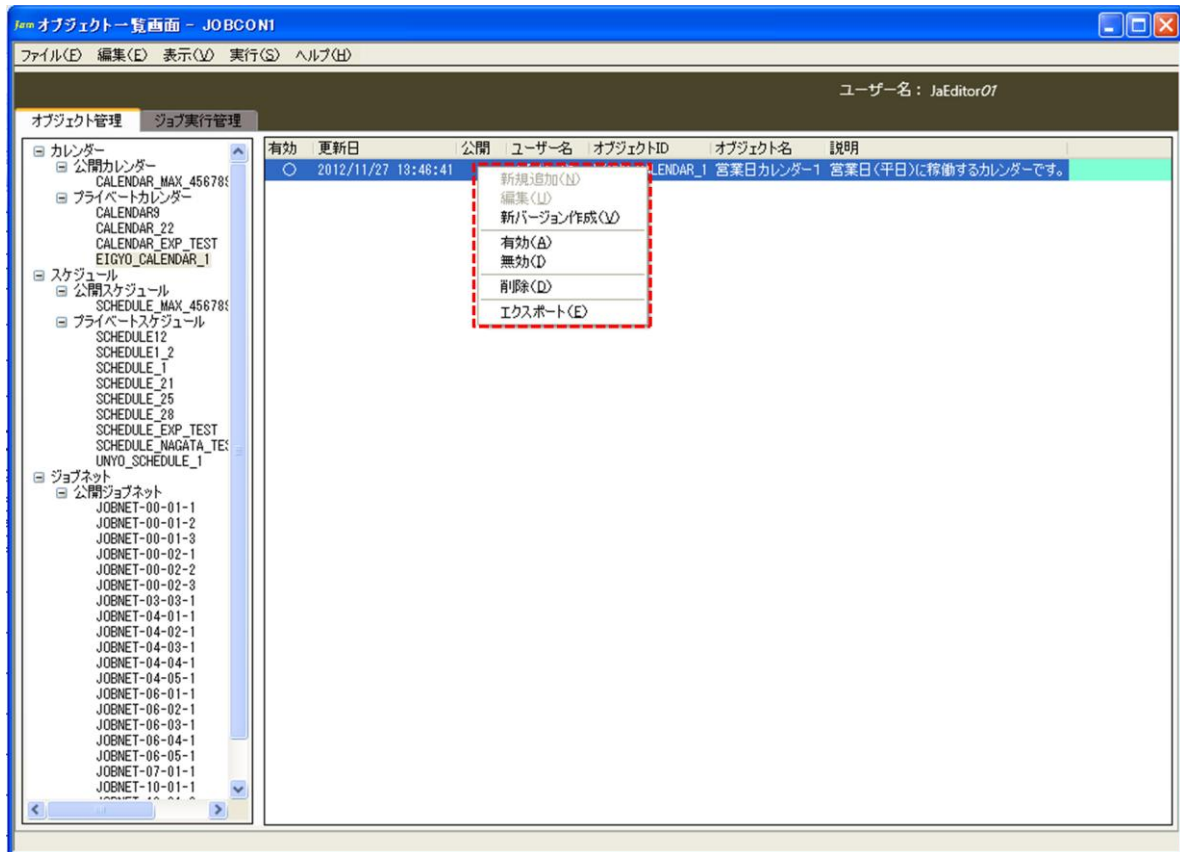 Jam オブジェクト一覧画面 - JOBCON1
ファイル(F) 編集(E) 表示(V) 実行(S) ヘルプ(H)
ユーザー名： JaEditor01
オブジェクト管理 ジョブ実行管理
カレンダー
公開カレンダー
CALENDAR_MAX_45678
プライベートカレンダー
CALENDAR9
CALENDAR_22
CALENDAR_EXP_TEST
EIGYO_CALENDAR_1
スケジュール
公開スケジュール
SCHEDULE_MAX_45678
プライベートスケジュール
SCHEDULE12
SCHEDULE1_2
SCHEDULE_1
SCHEDULE_21
SCHEDULE_25
SCHEDULE_28
SCHEDULE_EXP_TEST
SCHEDULE_NAGATA_TE
UNYO_SCHEDULE_1
ジョブネット
公開ジョブネット
JOBNET-00-01-1
JOBNET-00-01-2
JOBNET-00-01-3
JOBNET-00-02-1
JOBNET-00-02-2
JOBNET-00-02-3
JOBNET-03-03-1
JOBNET-04-01-1
JOBNET-04-02-1
JOBNET-04-03-1
JOBNET-04-04-1
JOBNET-04-05-1
JOBNET-06-01-1
JOBNET-06-02-1
JOBNET-06-03-1
JOBNET-06-04-1
JOBNET-06-05-1
JOBNET-07-01-1
JOBNET-10-01-1
有効 更新日 公開 ユーザー名 オブジェクトID オブジェクト名 説明
○ 2012/11/27 13:46:41 LENDAR_1 営業日カレンダー1 営業日(平日)に稼働するカレンダーです。
新規追加(N)
編集(U)
新バージョン作成(V)
有効(A)
無効(I)
削除(D)
エクスポート(E)